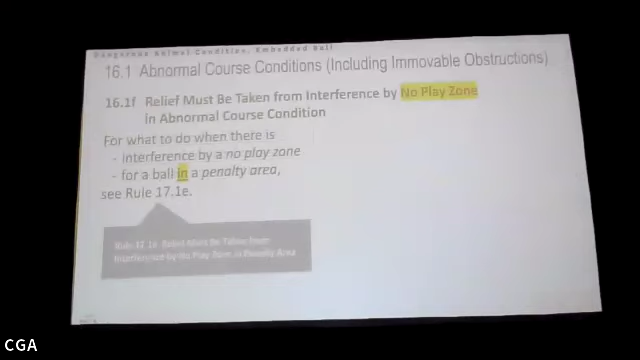 Dangerous Animal Condition, Embedded Ball
16.1 Abnormal Course Conditions (Including Immovable Obstructions)
16.1f Relief Must Be Taken from Interference by No Play Zone
in Abnormal Course Condition
For what to do when there is
- interference by a no play zone
- for a ball in a penalty area,
see Rule 17.1e.
Rule 17.1e Relief Must Be Taken from
Interference by No Play Zone in Penalty Area
CGA